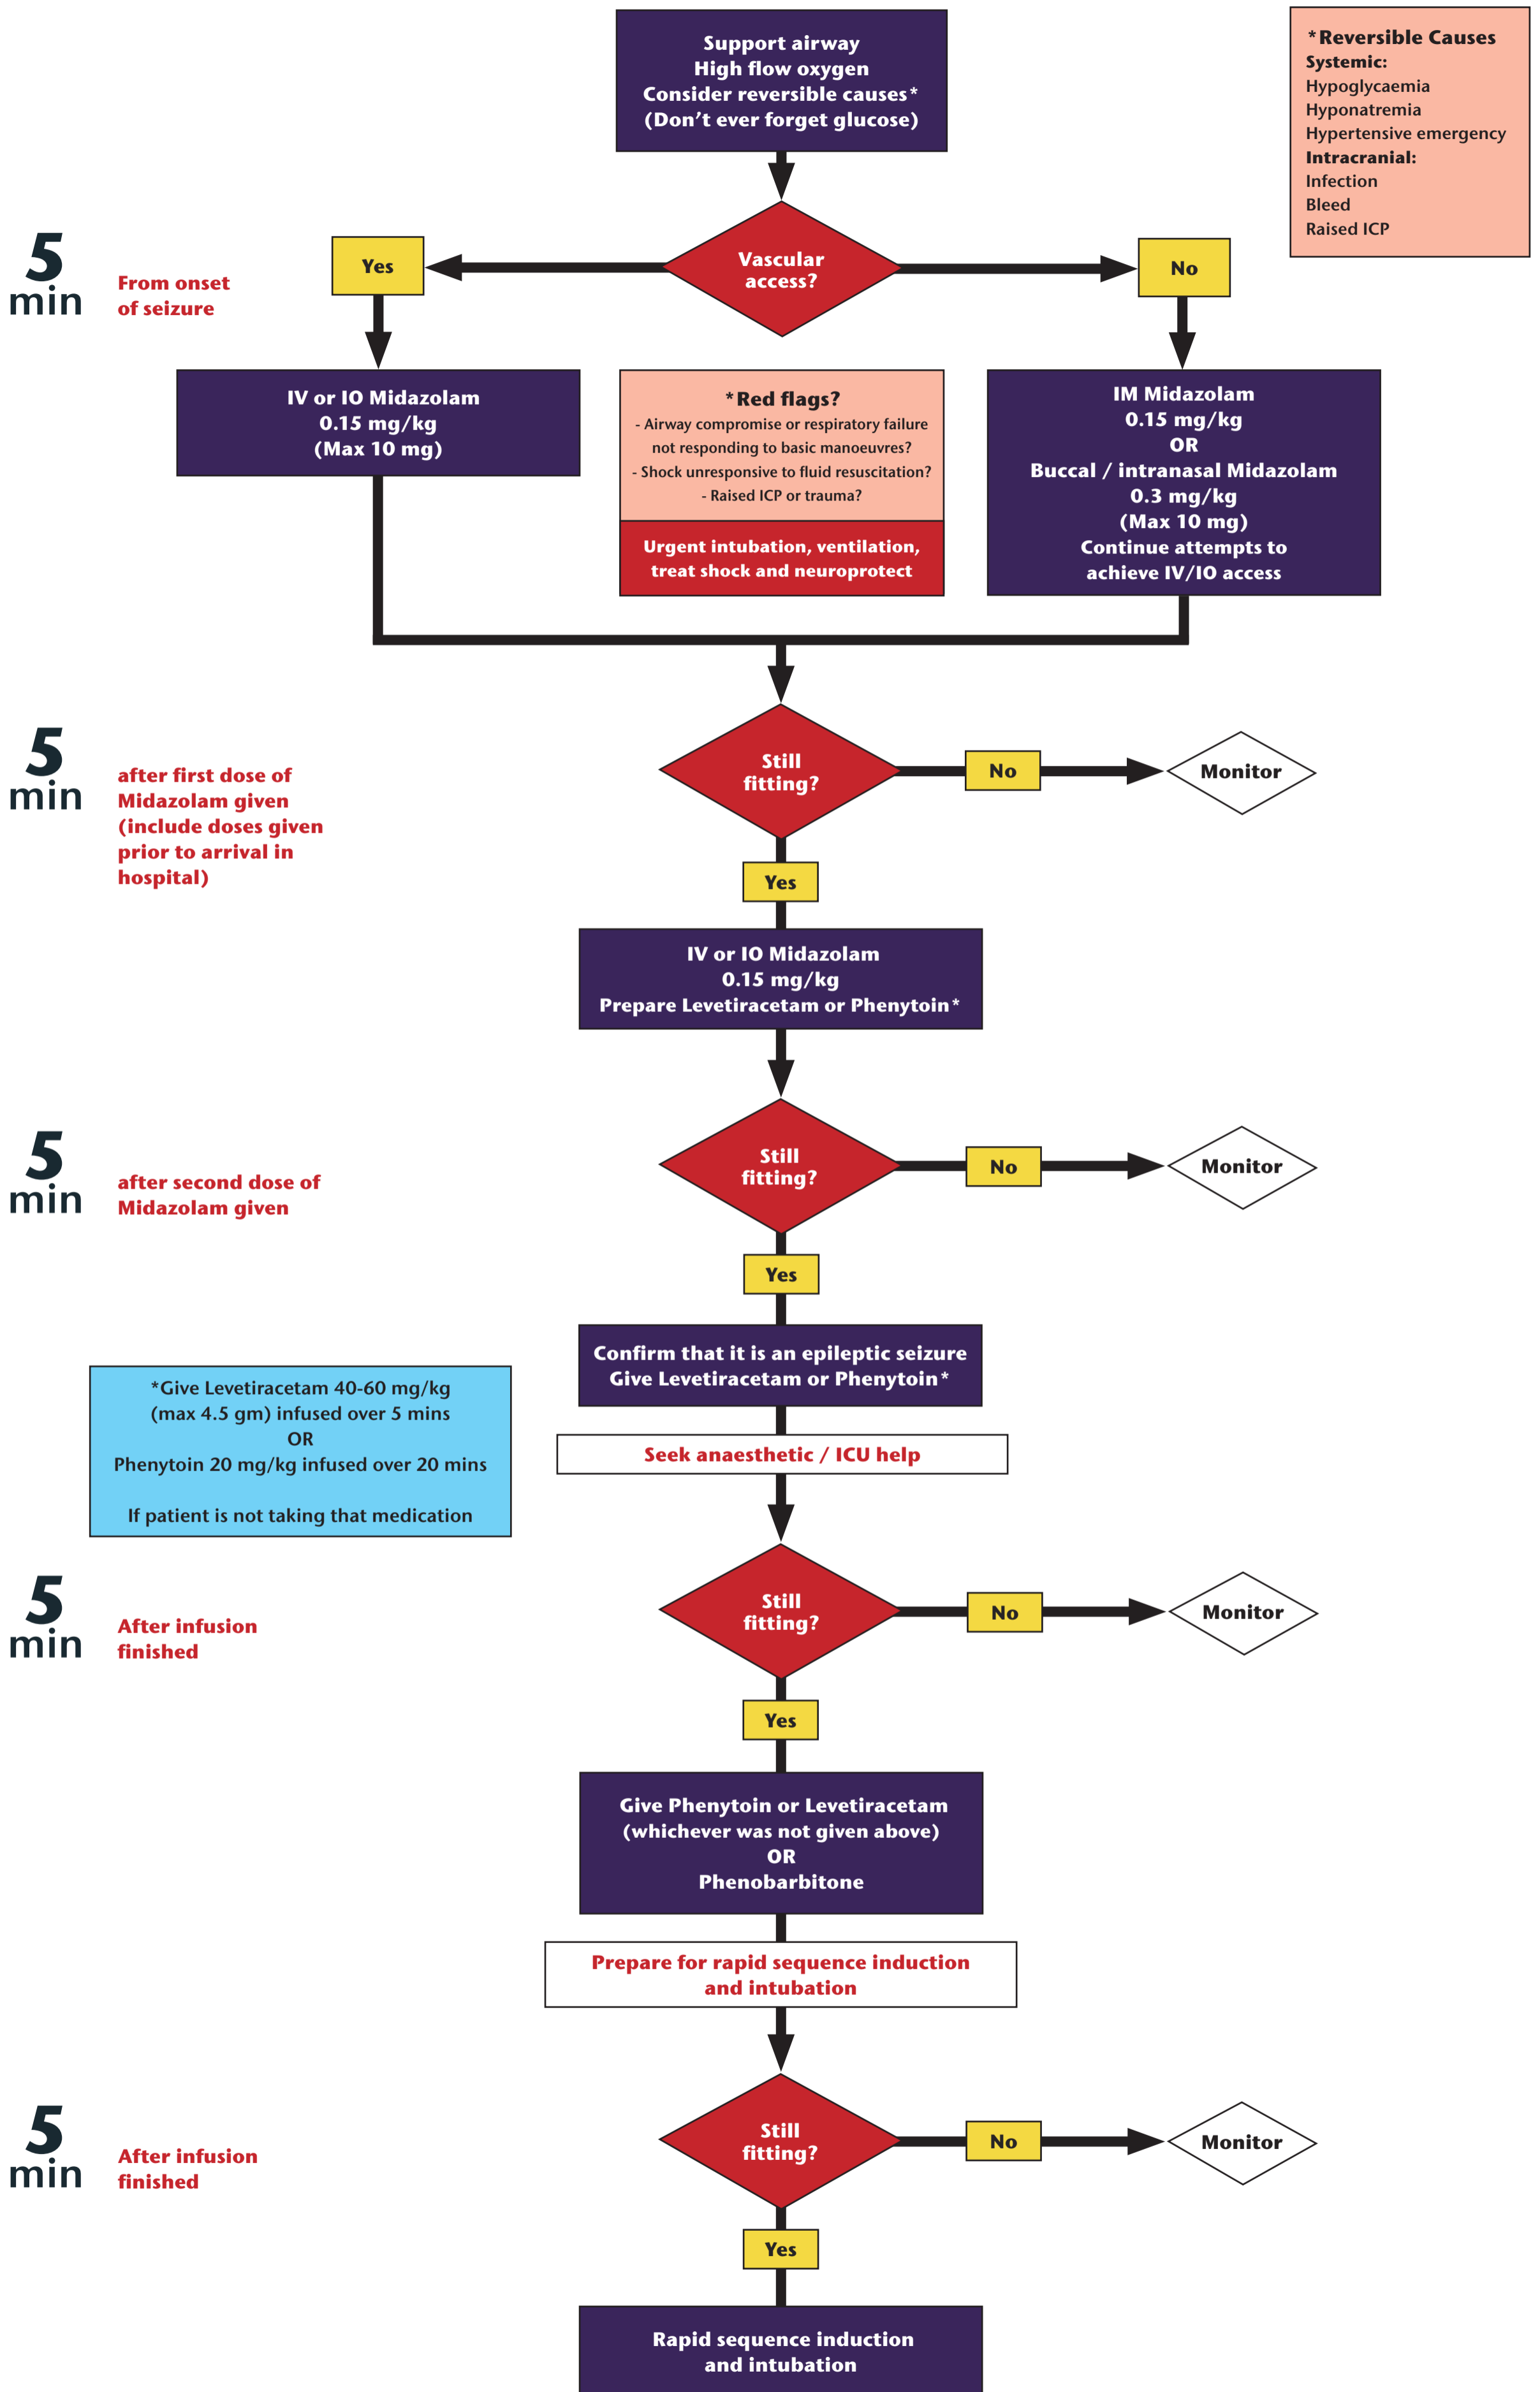 Support airway
High flow oxygen
Consider reversible causes*
(Don't ever forget glucose)
*Reversible Causes
Systemic:
Hypoglycaemia
Hyponatremia
Hypertensive emergency
Intracranial:
Infection
Bleed
Raised ICP
5
min
From onset
of seizure
Yes
Vascular
access?
No
IV or IO Midazolam
0.15 mg/kg
(Max 10 mg)
*Red flags?
- Airway compromise or respiratory failure
not responding to basic manoeuvres?
- Shock unresponsive to fluid resuscitation?
- Raised ICP or trauma?
Urgent intubation, ventilation,
treat shock and neuroprotect
IM Midazolam
0.15 mg/kg
OR
Buccal / intranasal Midazolam
0.3 mg/kg
(Max 10 mg)
Continue attempts to
achieve IV/IO access
5
min
after first dose of
Midazolam given
(include doses given
prior to arrival in
hospital)
Still
fitting?
No
Monitor
Yes
IV or IO Midazolam
0.15 mg/kg
Prepare Levetiracetam or Phenytoin*
5
min
after second dose of
Midazolam given
Still
fitting?
No
Monitor
Yes
Confirm that it is an epileptic seizure
Give Levetiracetam or Phenytoin*
*Give Levetiracetam 40-60 mg/kg
(max 4.5 gm) infused over 5 mins
OR
Phenytoin 20 mg/kg infused over 20 mins
If patient is not taking that medication
Seek anaesthetic / ICU help
5
min
After infusion
finished
Still
fitting?
No
Monitor
Yes
Give Phenytoin or Levetiracetam
(whichever was not given above)
OR
Phenobarbitone
Prepare for rapid sequence induction
and intubation
5
min
After infusion
finished
Still
fitting?
No
Monitor
Yes
Rapid sequence induction
and intubation